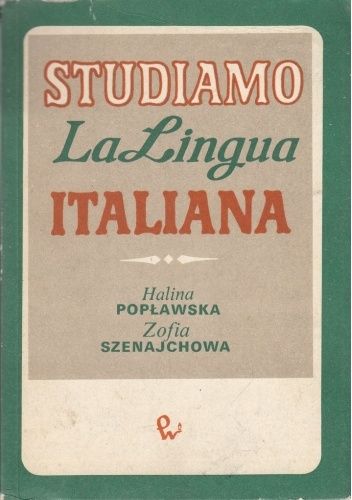 STUDIAMO
La Lingua
ITALIANA
Halina
POPŁAWSKA
Zofia
SZENAJCHOWA